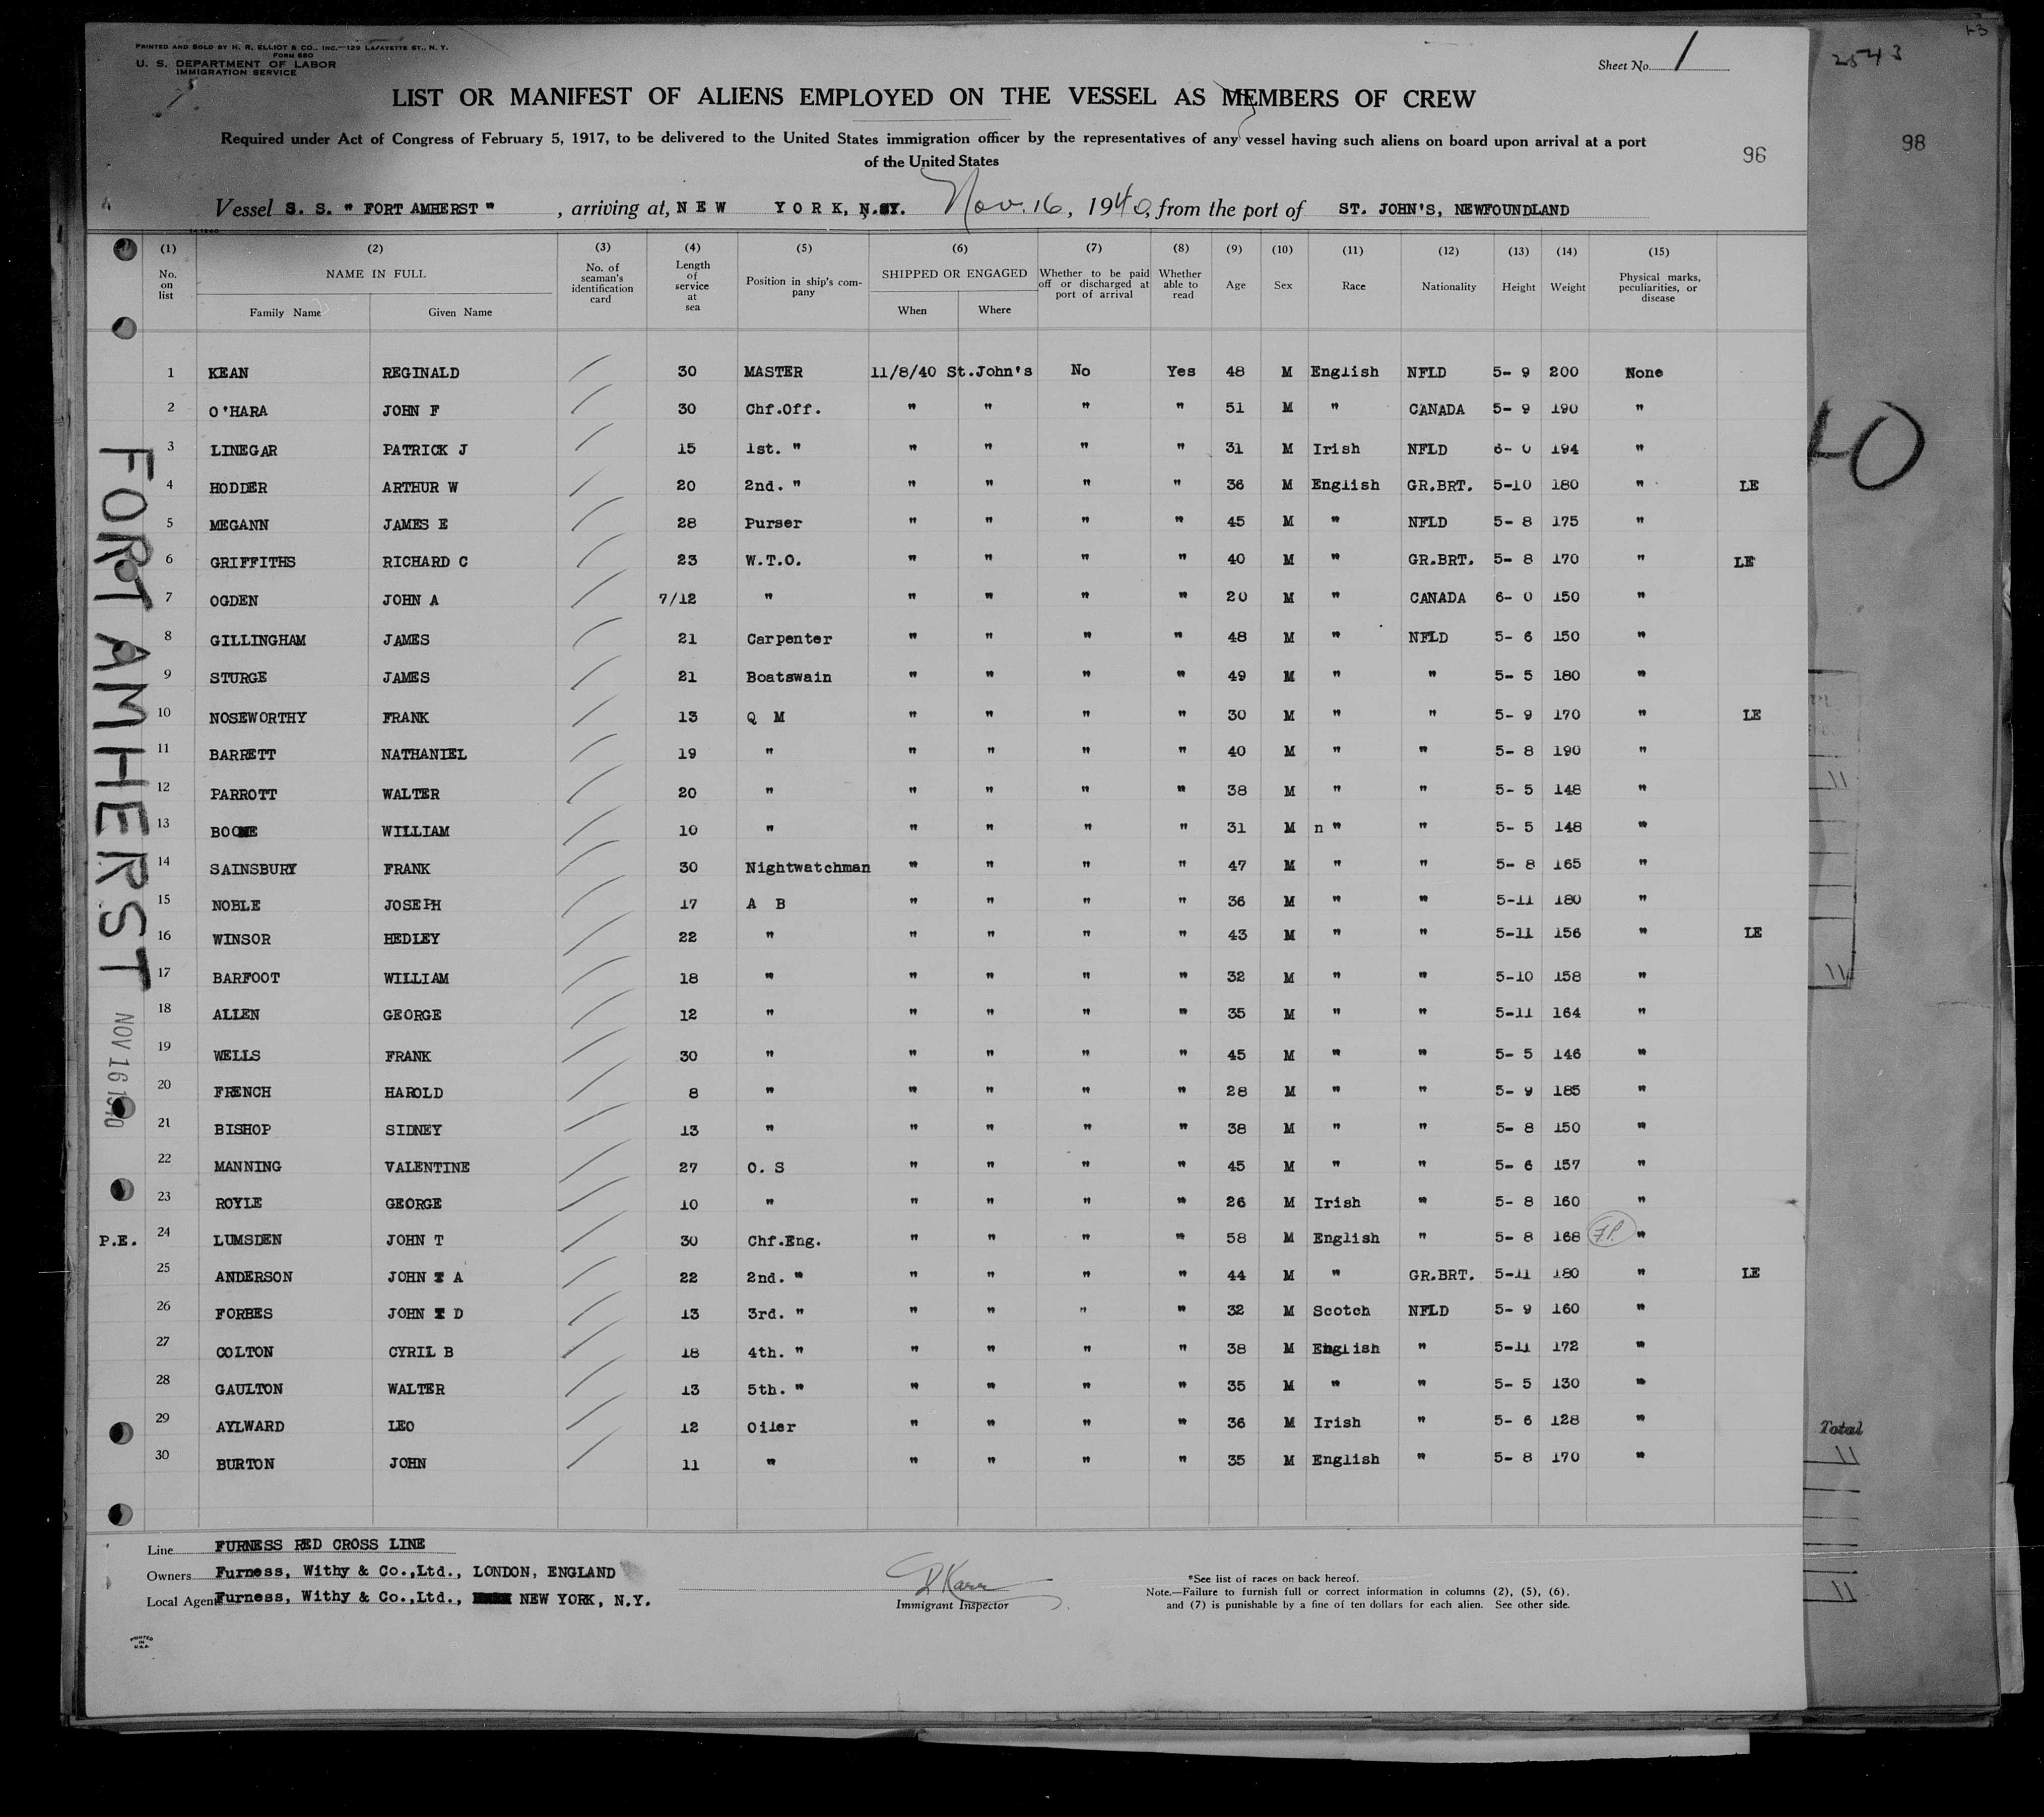 PRINTED AND SOLD BY H. R. ELLIOT & CO., INC.—129 LAFAYETTE ST., N. Y.
FORM 680
U. S. DEPARTMENT OF LABOR
IMMIGRATION SERVICE
Sheet No. 1
2543
LIST OR MANIFEST OF ALIENS EMPLOYED ON THE VESSEL AS MEMBERS OF CREW
Required under Act of Congress of February 5, 1917, to be delivered to the United States immigration officer by the representatives of any vessel having such aliens on board upon arrival at a port
of the United States
96
98
Vessel S. S. " FORT AMHERST " , arriving at, NEW YORK, N.Y. Nov. 16, 1940, from the port of ST. JOHN'S, NEWFOUNDLAND
(1) (2) (3) (4) (5) (6) (7) (8) (9) (10) (11) (12) (13) (14) (15)
No. on list NAME IN FULL Family Name Given Name No. of seaman's identification card Length of service at sea Position in ship's company SHIPPED OR ENGAGED When Where Whether to be paid off or discharged at port of arrival Whether able to read Age Sex Race Nationality Height Weight Physical marks, peculiarities, or disease
1 KEAN REGINALD 30 MASTER 11/8/40 St.John's No Yes 48 M English NFLD 5- 9 200 None
2 O'HARA JOHN F 30 Chf.Off. " " " " 51 M " CANADA 5- 9 190 "
3 LINEGAR PATRICK J 15 1st. " " " " " 31 M Irish NFLD 6- 0 194 "
4 HODDER ARTHUR W 20 2nd. " " " " " 36 M English GR.BRT. 5-10 180 " LE
5 MEGANN JAMES E 28 Purser " " " " 45 M " NFLD 5- 8 175 "
6 GRIFFITHS RICHARD C 23 W.T.O. " " " " 40 M " GR.BRT. 5- 8 170 " LE
7 OGDEN JOHN A 7/12 " " " " " 20 M " CANADA 6- 0 150 "
8 GILLINGHAM JAMES 21 Carpenter " " " " 48 M " NFLD 5- 6 150 "
9 STURGE JAMES 21 Boatswain " " " " 49 M " " 5- 5 180 "
10 NOSEWORTHY FRANK 13 Q M " " " " 30 M " " 5- 9 170 " LE
11 BARRETT NATHANIEL 19 " " " " " 40 M " " 5- 8 190 "
12 PARROTT WALTER 20 " " " " " 38 M " " 5- 5 148 "
13 BOONE WILLIAM 10 " " " " " 31 M n " " 5- 5 148 "
14 SAINSBURY FRANK 30 Nightwatchman " " " " 47 M " " 5- 8 165 "
15 NOBLE JOSEPH 17 A B " " " " 36 M " " 5-11 180 "
16 WINSOR HEDLEY 22 " " " " " 43 M " " 5-11 156 " LE
17 BARFOOT WILLIAM 18 " " " " " 32 M " " 5-10 158 "
18 ALLEN GEORGE 12 " " " " " 35 M " " 5-11 164 "
19 WELLS FRANK 30 " " " " " 45 M " " 5- 5 146 "
20 FRENCH HAROLD 8 " " " " " 28 M " " 5- 9 185 "
21 BISHOP SIDNEY 13 " " " " " 38 M " " 5- 8 150 "
22 MANNING VALENTINE 27 O. S " " " " 45 M " " 5- 6 157 "
23 ROYLE GEORGE 10 " " " " " 26 M Irish " 5- 8 160 "
P.E. 24 LUMSDEN JOHN T 30 Chf.Eng. " " " " 58 M English " 5- 8 168 F.P. "
25 ANDERSON JOHN A 22 2nd. " " " " " 44 M " GR.BRT. 5-11 180 " LE
26 FORBES JOHN D 13 3rd. " " " " " 32 M Scotch NFLD 5- 9 160 "
27 COLTON CYRIL B 18 4th. " " " " " 38 M English " 5-11 172 "
28 GAULTON WALTER 13 5th. " " " " " 35 M " " 5- 5 130 "
29 AYLWARD LEO 12 Oiler " " " " 36 M Irish " 5- 6 128 "
30 BURTON JOHN 11 " " " " " 35 M English " 5- 8 170 "
FORT AMHERST
NOV 16 1940
Total
11
11
Line FURNESS RED CROSS LINE
Owners Furness, Withy & Co.,Ltd., LONDON, ENGLAND
Local Agent Furness, Withy & Co.,Ltd., NEW YORK, N.Y.
Immigrant Inspector
*See list of races on back hereof.
Note.—Failure to furnish full or correct information in columns (2), (5), (6),
and (7) is punishable by a fine of ten dollars for each alien. See other side.
PRINTED
IN
U.S.A.